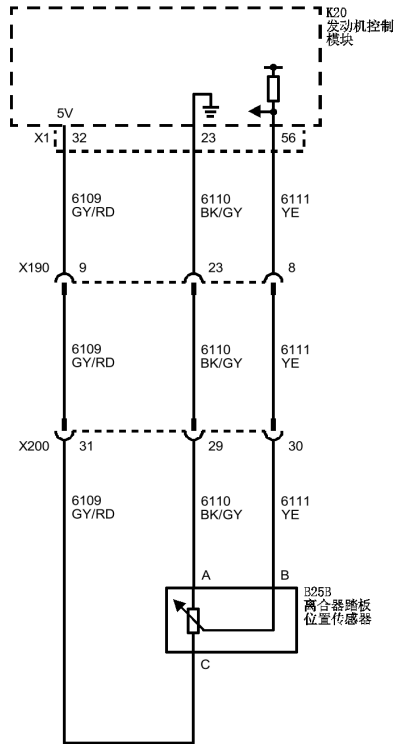 K20
发动机控制
模块
5V
X1 32 23 56
6109 6110 6111
GY/RD BK/GY YE
X190 9 23 8
6109 6110 6111
GY/RD BK/GY YE
X200 31 29 30
6109 6110 6111
GY/RD BK/GY YE
A B
B25B
离合器踏板
位置传感器
C